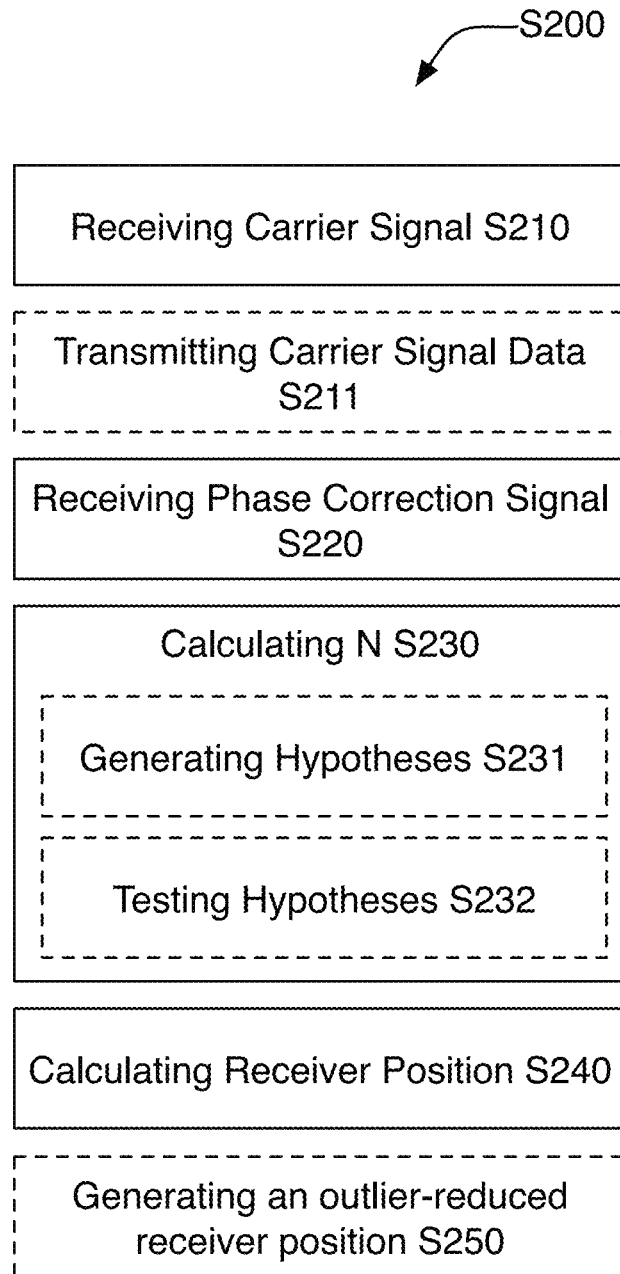 S200
Receiving Carrier Signal S210
Transmitting Carrier Signal Data
S211
Receiving Phase Correction Signal
S220
Calculating N S230
Generating Hypotheses S231
Testing Hypotheses S232
Calculating Receiver Position S240
Generating an outlier-reduced
receiver position S250